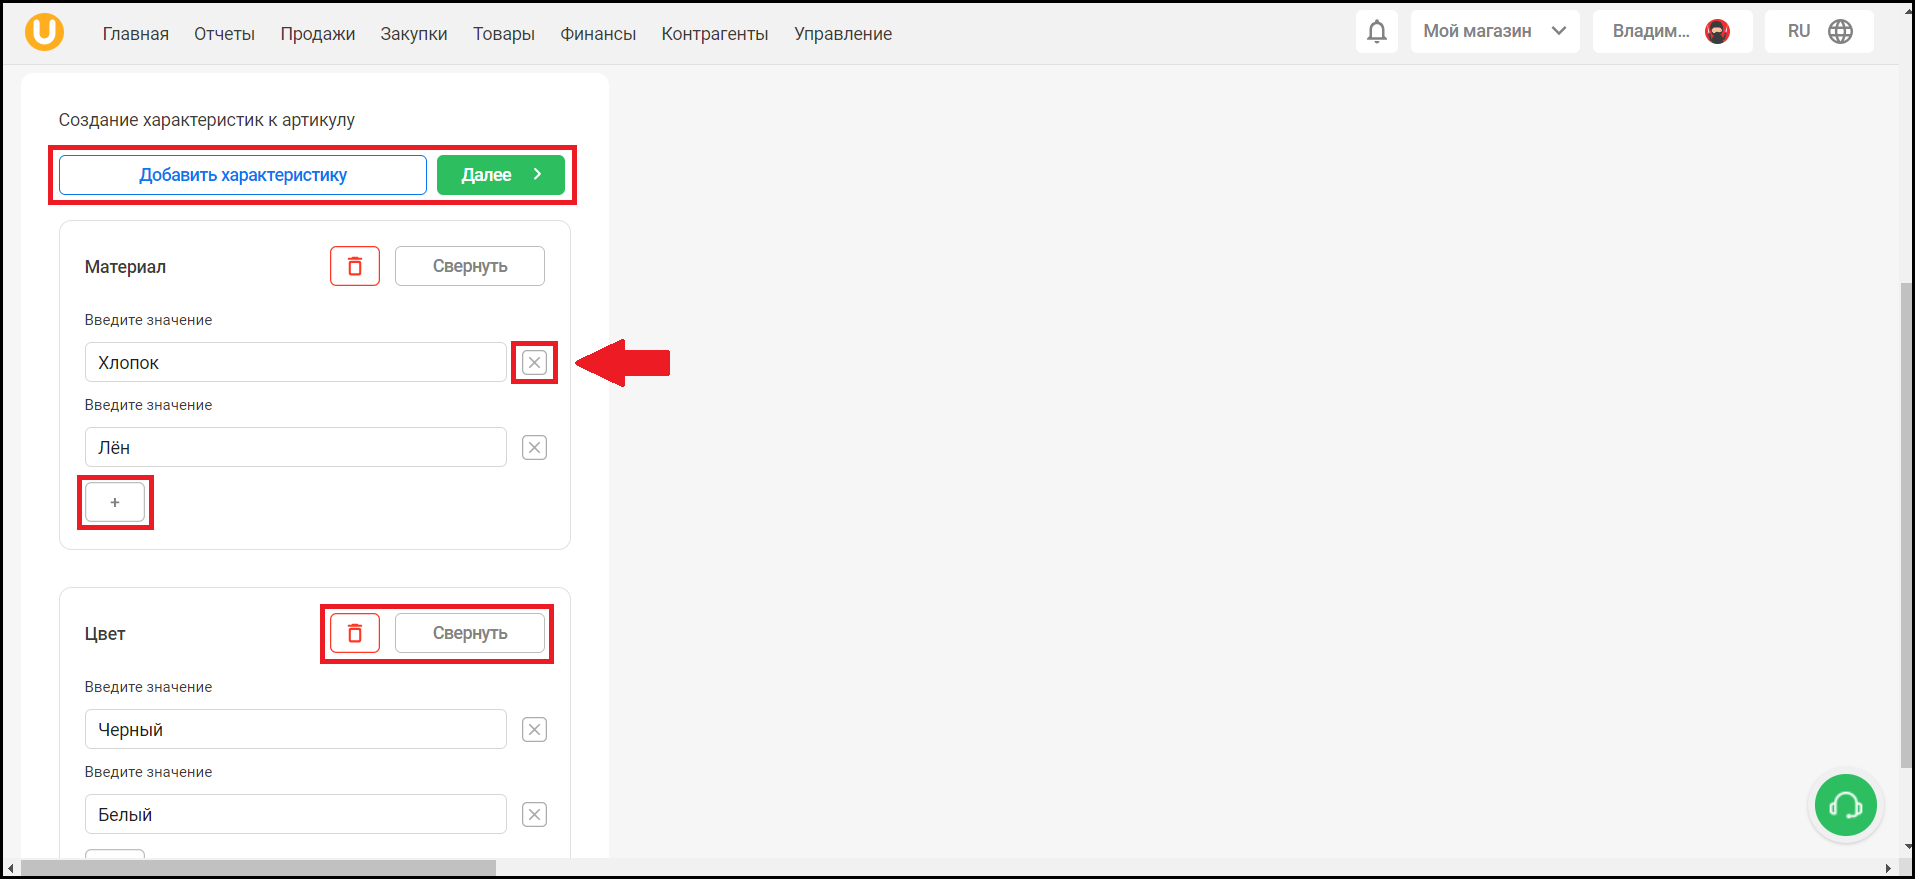 Главная Отчеты Продажи Закупки Товары Финансы Контрагенты Управление Мой магазин Владим... RU
Создание характеристик к артикулу
Добавить характеристику Далее
Материал Свернуть
Введите значение
Хлопок
Введите значение
Лён
+
Цвет Свернуть
Введите значение
Черный
Введите значение
Белый